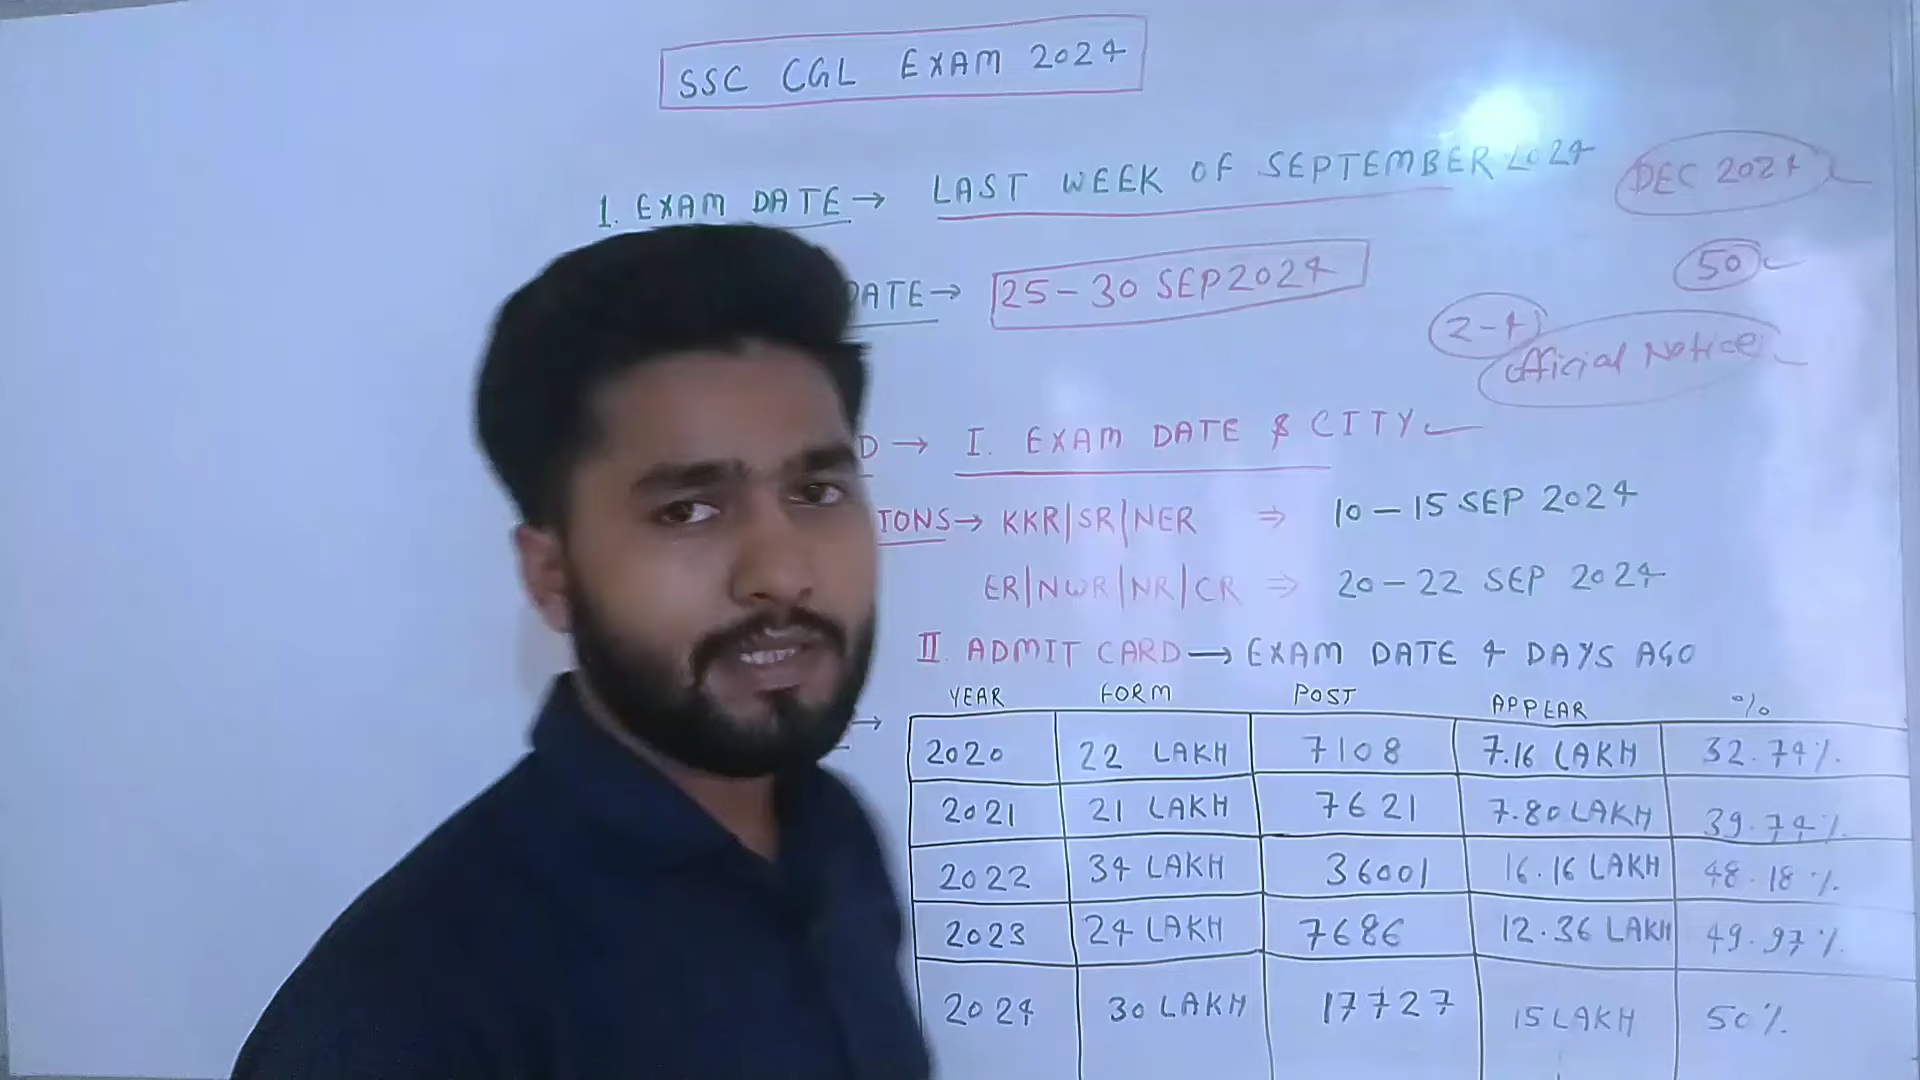 SSC CGL EXAM 2024
1. EXAM DATE → LAST WEEK OF SEPTEMBER 2024
DEC 2024
DATE → 25-30 SEP 2024
50
2-4
official Notice
D → I. EXAM DATE & CITY
TONS → KKR|SR|NER ⇒ 10-15 SEP 2024
ER|NWR|NR|CR ⇒ 20-22 SEP 2024
II. ADMIT CARD → EXAM DATE 4 DAYS AGO
YEAR FORM POST APPEAR %
→
2020 22 LAKH 7108 7.16 LAKH 32.74%
2021 21 LAKH 7621 7.80 LAKH 39.74%
2022 34 LAKH 36001 16.16 LAKH 48.18%
2023 24 LAKH 7686 12.36 LAKH 49.97%
2024 30 LAKH 17727 15 LAKH 50%